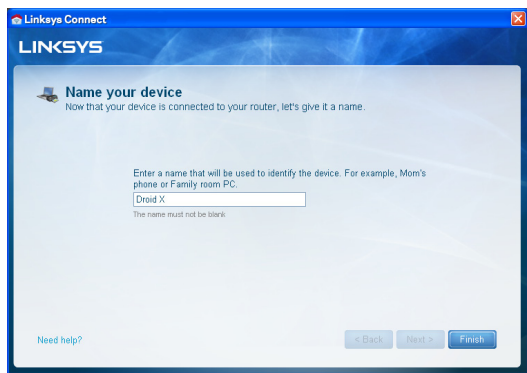 Linksys Connect
LINKSYS
Name your device
Now that your device is connected to your router, let's give it a name.
Enter a name that will be used to identify the device. For example, Mom's
phone or Family room PC.
Droid X
The name must not be blank
Need help?
< Back Next > Finish